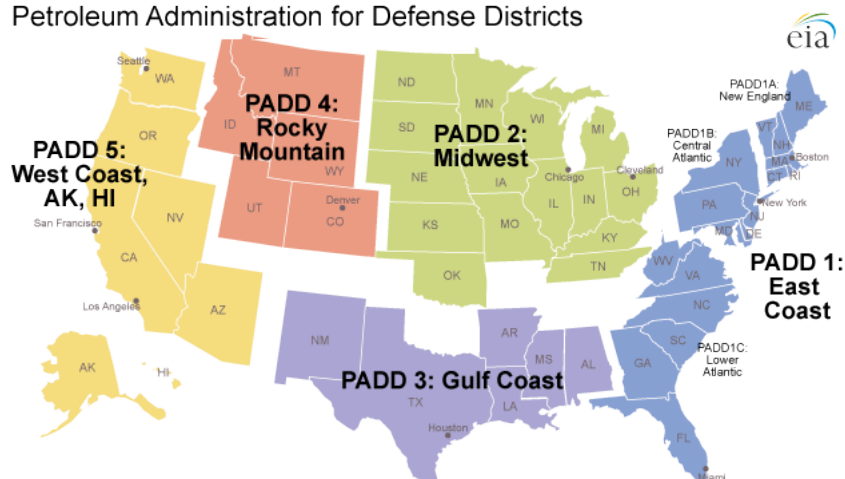 Petroleum Administration for Defense Districts
eia
Seattle
WA
OR
PADD 5:
West Coast,
AK, HI
San Francisco
NV
CA
Los Angeles
AZ
AK
HI
MT
PADD 4:
ID
Rocky
Mountain
WY
UT
Denver
CO
ND
MN
SD
WI
MI
PADD 2:
Midwest
NE
IA
Chicago
Cleveland
IL
IN
OH
KS
MO
KY
OK
TN
PADD1A:
New England
ME
VT
NH
PADD1B:
Central
Atlantic
NY
MA
Boston
CT
RI
PA
New York
NJ
MD
DE
WV
VA
PADD 1:
East
Coast
NC
SC
PADD1C:
Lower
Atlantic
GA
FL
Miami
NM
AR
MS
AL
PADD 3: Gulf Coast
TX
LA
Houston